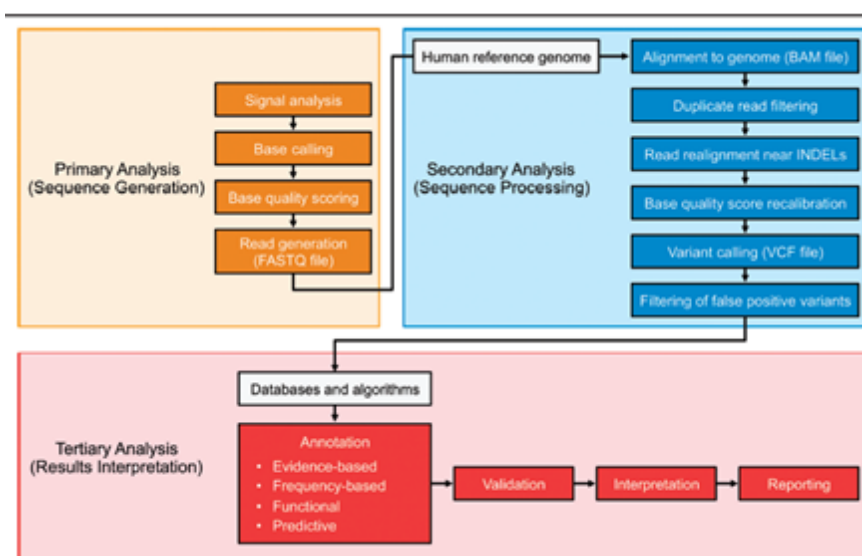 Primary Analysis
(Sequence Generation)
Signal analysis
Base calling
Base quality scoring
Read generation
(FASTQ file)
Human reference genome
Secondary Analysis
(Sequence Processing)
Alignment to genome (BAM file)
Duplicate read filtering
Read realignment near INDELs
Base quality score recalibration
Variant calling (VCF file)
Filtering of false positive variants
Tertiary Analysis
(Results Interpretation)
Databases and algorithms
Annotation
• Evidence-based
• Frequency-based
• Functional
• Predictive
Validation
Interpretation
Reporting